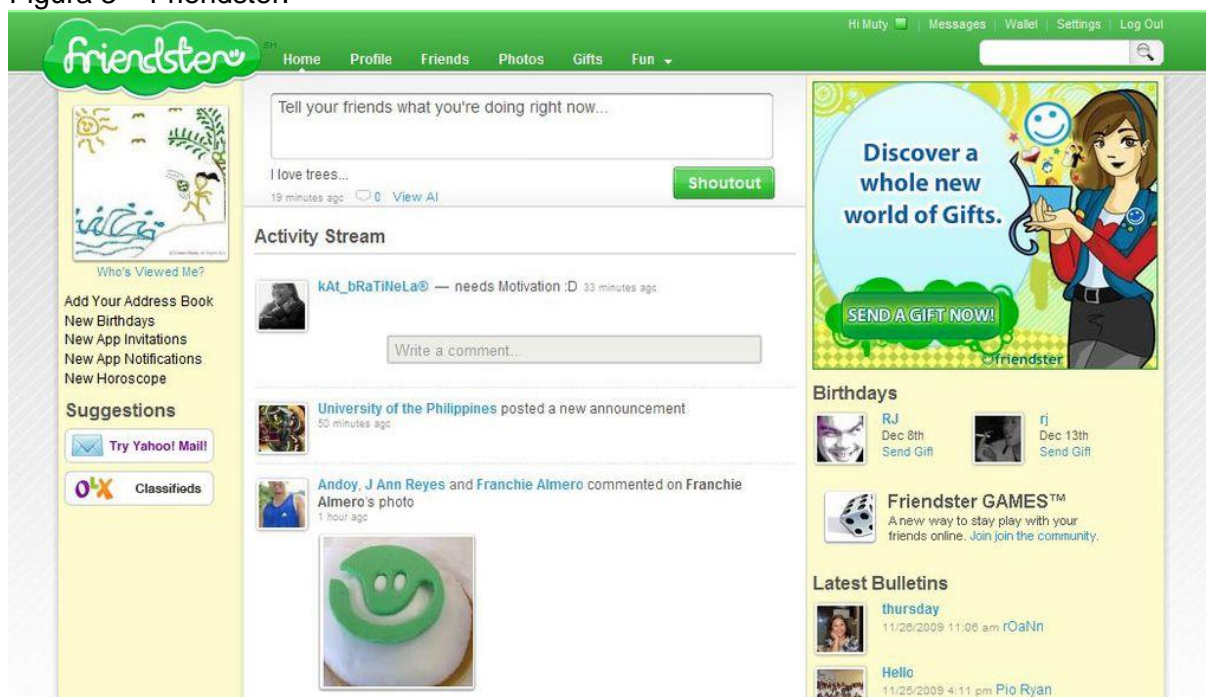 friendster
SM
Home Profile Friends Photos Gifts Fun
Hi Muty | Messages | Wallet | Settings | Log Out
Who's Viewed Me?
Add Your Address Book
New Birthdays
New App Invitations
New App Notifications
New Horoscope
Suggestions
Try Yahoo! Mail!
OLX Classifieds
Tell your friends what you're doing right now...
I love trees...
19 minutes ago 0 View Al
Shoutout
Activity Stream
kAt_bRaTiNeLa® — needs Motivation :D 33 minutes ago
Write a comment...
University of the Philippines posted a new announcement
50 minutes ago
Andoy, J Ann Reyes and Franchie Almero commented on Franchie
Almero's photo
1 hour ago
Discover a
whole new
world of Gifts.
SEND A GIFT NOW!
©friendster
Birthdays
RJ
Dec 8th
Send Gift
rj
Dec 13th
Send Gift
Friendster GAMES™
A new way to stay play with your
friends online. Join join the community.
Latest Bulletins
thursday
11/26/2009 11:06 am rOaNn
Hello
11/25/2009 4:11 pm Pio Ryan